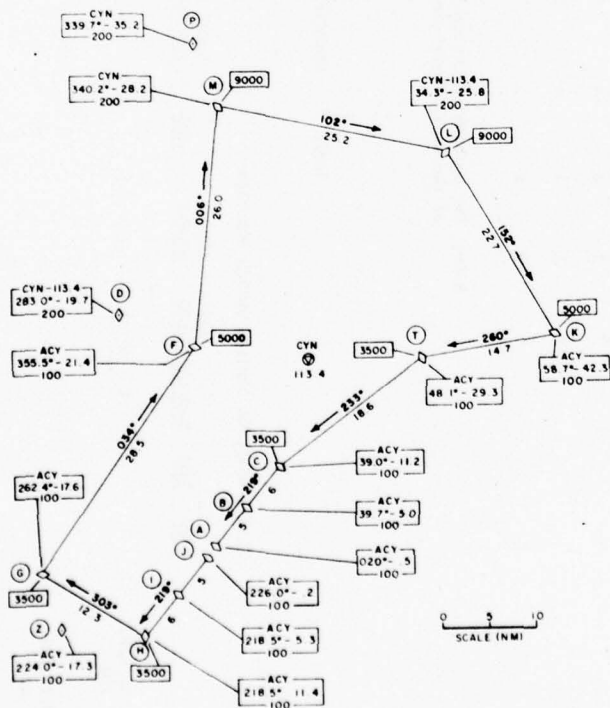 CYN
339.7°- 35.2
200
P
CYN
340.2°- 28.2
200
M
9000
CYN-113.4
34.3°- 25.8
200
L
9000
102°
25.2
006°
26.0
152°
22.7
CYN-113.4
283.0°- 19.7
200
D
ACY
355.5°- 21.4
100
F
5000
CYN
113.4
T
3500
260°
14.7
5000
K
ACY
58.7°- 42.3
100
ACY
48.1°- 29.3
100
233°
18.6
034°
28.5
3500
C
ACY
39.0°- 11.2
100
ACY
262.4°- 17.6
100
219°
6
B
ACY
39.7°- 5.0
100
A
5
ACY
020°- .5
100
J
G
3500
303°
12.3
I
219°
5
6
ACY
226.0°- .2
100
ACY
218.5°- 5.3
100
Z
ACY
224.0°- 17.3
100
H
3500
ACY
218.5°- 11.4
100
0 5 10
SCALE (NM)